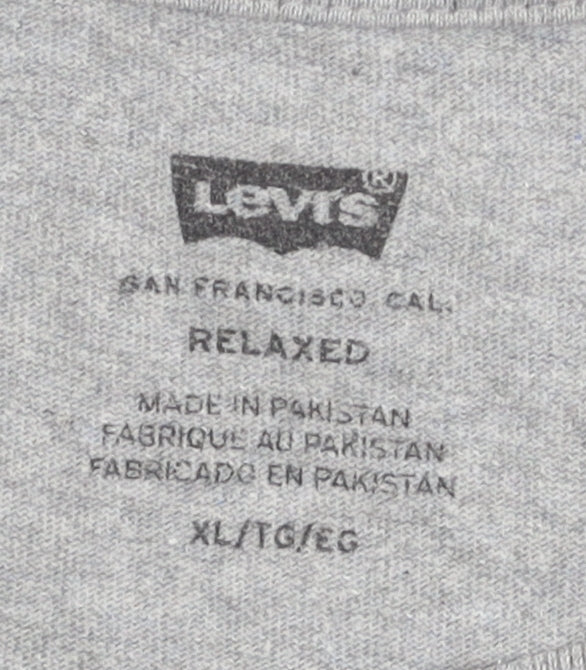 Levi's ®
SAN FRANCISCO CAL.
RELAXED
MADE IN PAKISTAN
FABRIQUE AU PAKISTAN
FABRICADO EN PAKISTAN
XL/TG/EG